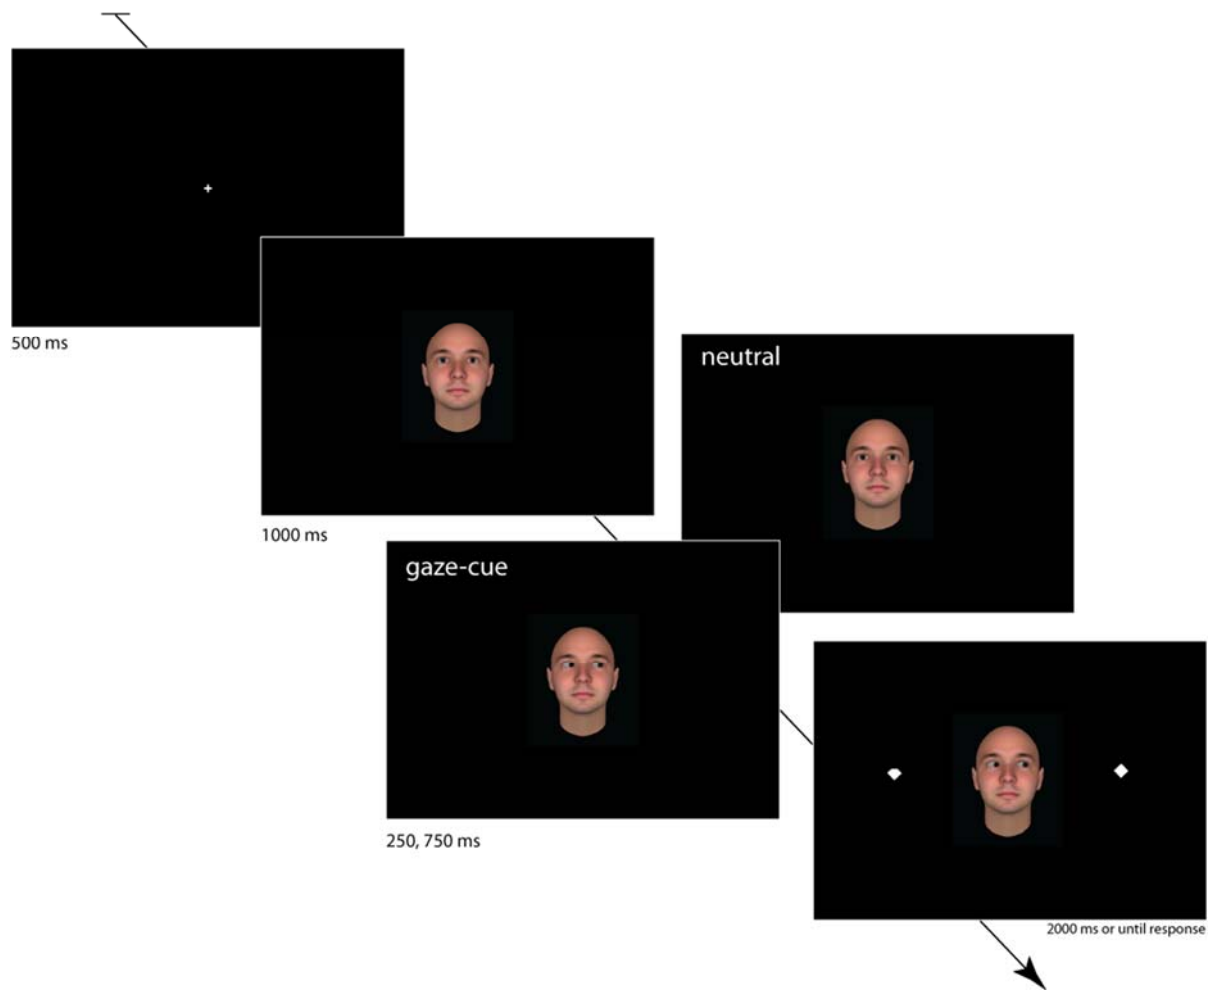 500 ms
1000 ms
neutral
gaze-cue
250, 750 ms
2000 ms or until response